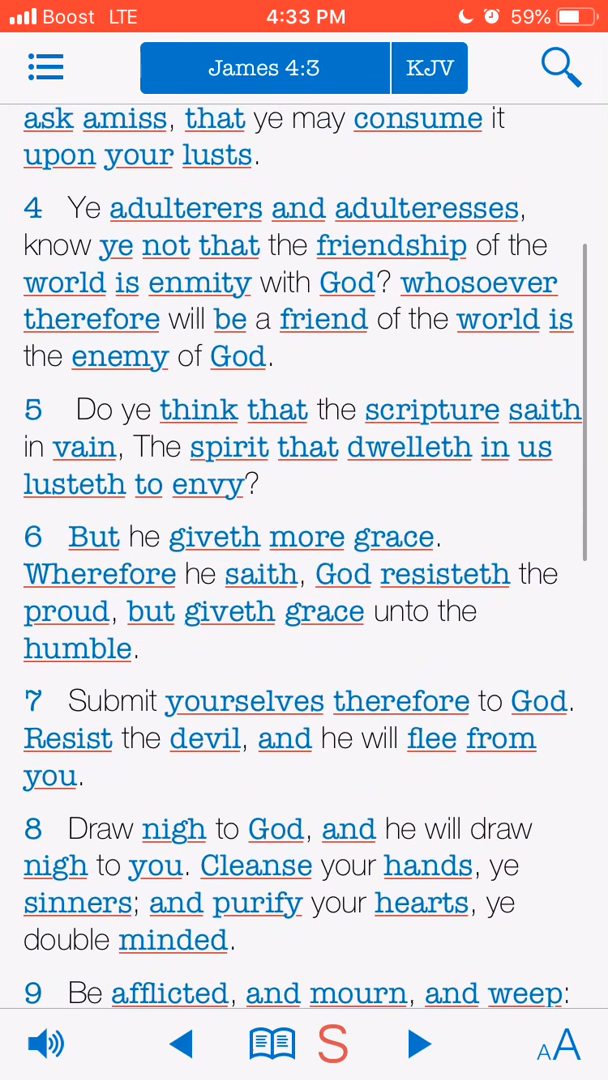 Boost LTE 4:33 PM 59%
James 4:3 KJV
ask amiss, that ye may consume it
upon your lusts.
4 Ye adulterers and adulteresses,
know ye not that the friendship of the
world is enmity with God? whosoever
therefore will be a friend of the world is
the enemy of God.
5 Do ye think that the scripture saith
in vain, The spirit that dwelleth in us
lusteth to envy?
6 But he giveth more grace.
Wherefore he saith, God resisteth the
proud, but giveth grace unto the
humble.
7 Submit yourselves therefore to God.
Resist the devil, and he will flee from
you.
8 Draw nigh to God, and he will draw
nigh to you. Cleanse your hands, ye
sinners; and purify your hearts, ye
double minded.
9 Be afflicted, and mourn, and weep:
S AA